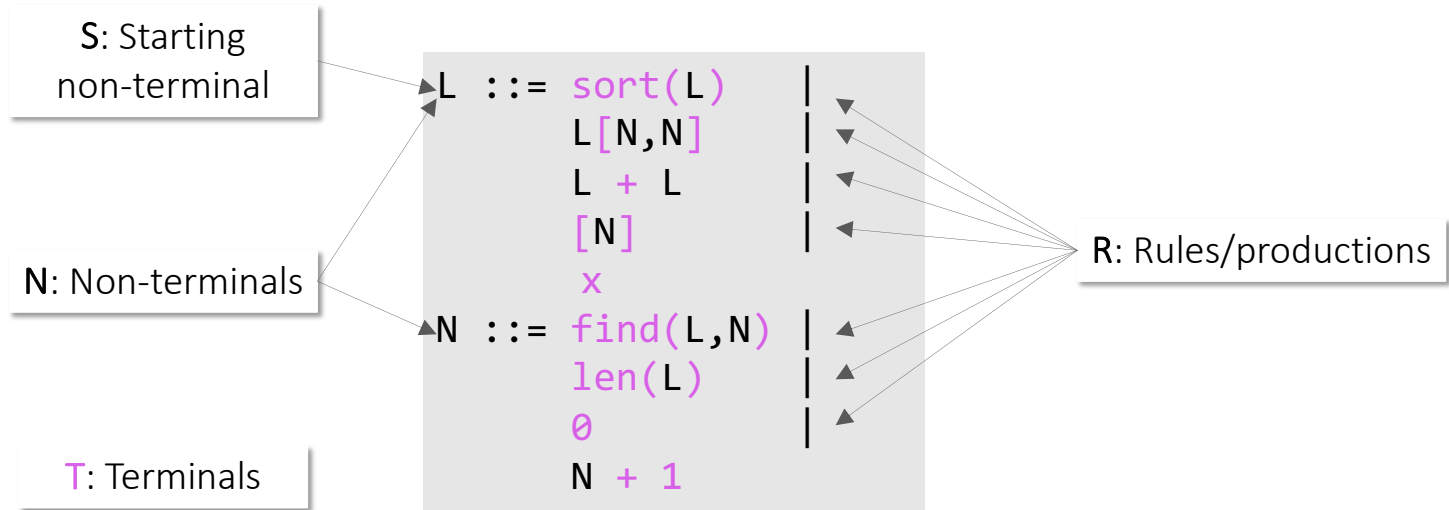 S: Starting
non-terminal
L ::= sort(L) |
L[N,N] |
L + L |
[N] |
x
N ::= find(L,N) |
len(L) |
0 |
N + 1
N: Non-terminals
T: Terminals
R: Rules/productions